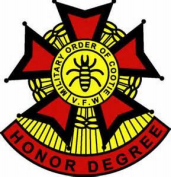 MILITARY ORDER OF COOTIE
V.F.W.
HONOR DEGREE